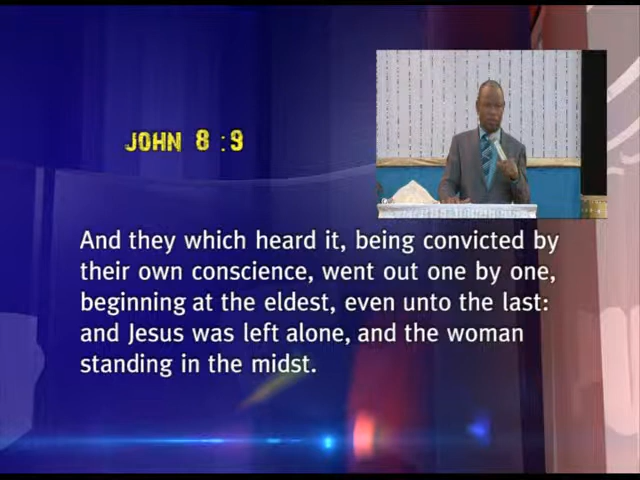 JOHN 8 :9
And they which heard it, being convicted by
their own conscience, went out one by one,
beginning at the eldest, even unto the last:
and Jesus was left alone, and the woman
standing in the midst.